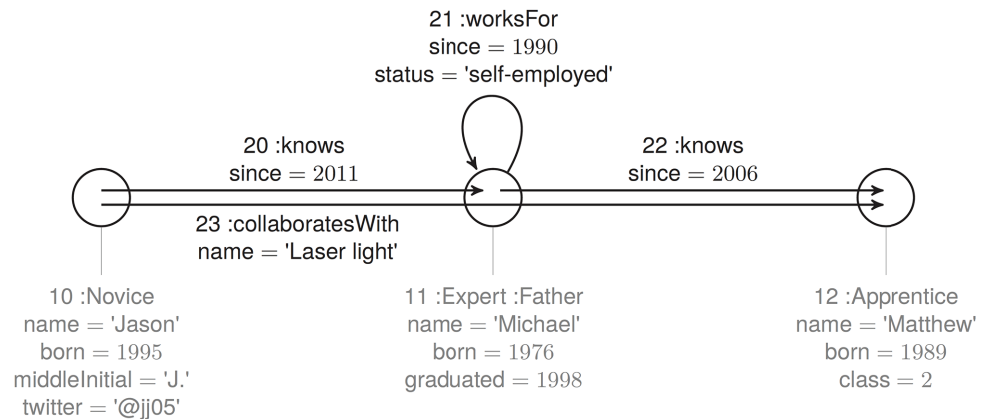 21 :worksFor
since = 1990
status = 'self-employed'
20 :knows
since = 2011
22 :knows
since = 2006
23 :collaboratesWith
name = 'Laser light'
10 :Novice
name = 'Jason'
born = 1995
middleInitial = 'J.'
twitter = '@jj05'
11 :Expert :Father
name = 'Michael'
born = 1976
graduated = 1998
12 :Apprentice
name = 'Matthew'
born = 1989
class = 2